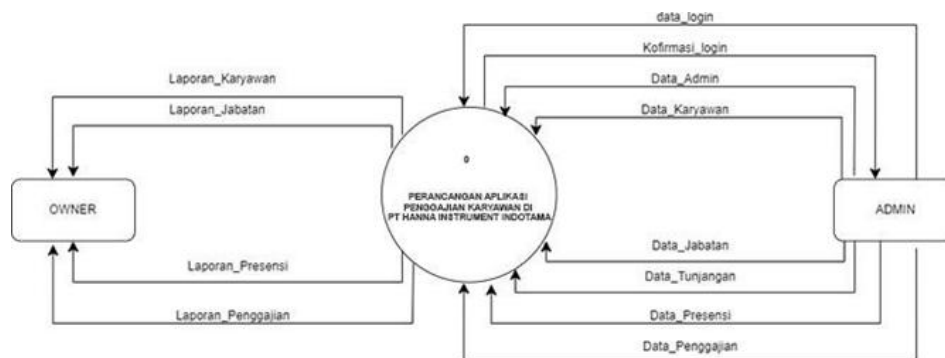 data_login
Kofirmasi_login
Laporan_Karyawan
Data_Admin
Laporan_Jabatan
Data_Karyawan
0
PERANCANGAN APLIKASI
PENGGAJIAN KARYAWAN DI
PT HANNA INSTRUMENT INDOTAMA
OWNER
ADMIN
Data_Jabatan
Laporan_Presensi
Data_Tunjangan
Laporan_Penggajian
Data_Presensi
Data_Penggajian